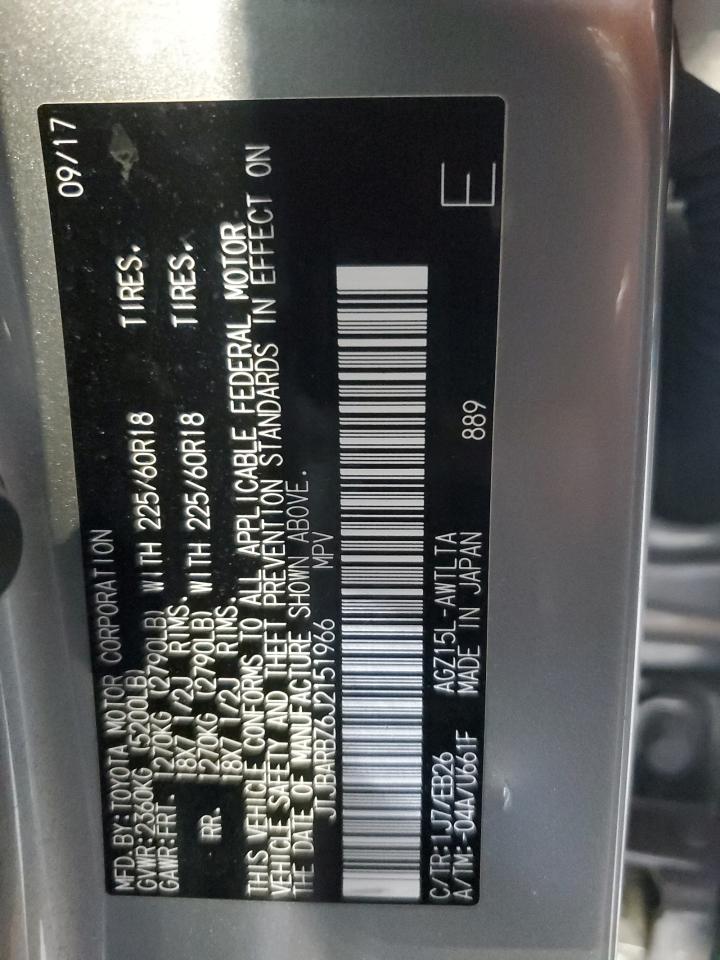 MFD. BY: TOYOTA MOTOR CORPORATION 09/17
GVWR: 2360KG (5200LB)
GAWR: FRT. 1270KG (2790LB) WITH 225/60R18 TIRES.
18X7 1/2J RIMS.
RR. 1270KG (2790LB) WITH 225/60R18 TIRES.
18X7 1/2J RIMS.
THIS VEHICLE CONFORMS TO ALL APPLICABLE FEDERAL MOTOR
VEHICLE SAFETY AND THEFT PREVENTION STANDARDS IN EFFECT ON
THE DATE OF MANUFACTURE SHOWN ABOVE.
JTJBARBZ6J2151966 MPV
C/TR: 1J7/EB26 AGZ15L-AWTLTA
A/TM: -04A/U661F MADE IN JAPAN 889 E